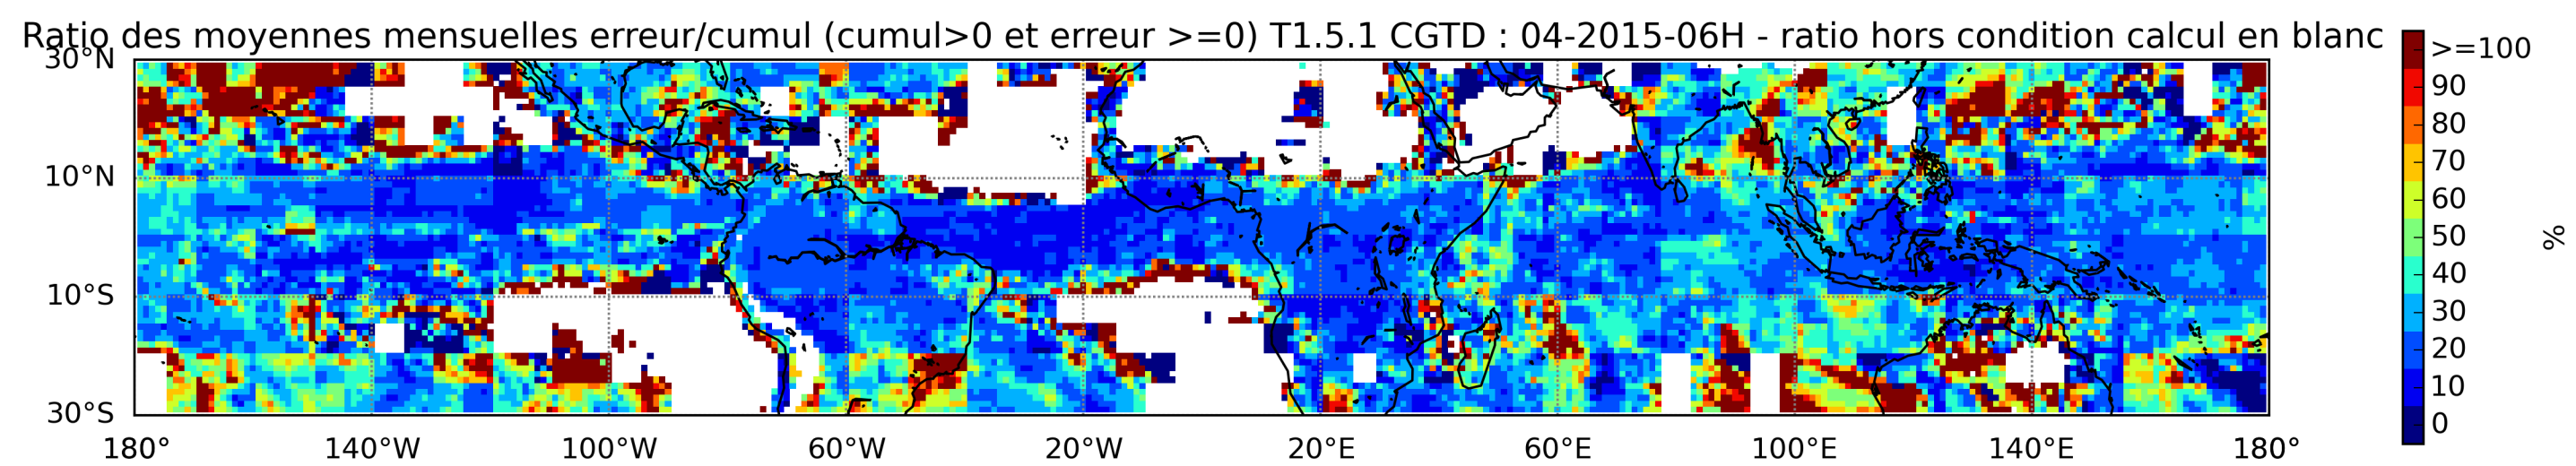 Ratio des moyennes mensuelles erreur/cumul (cumul>0 et erreur >=0) T1.5.1 CGTD : 04-2015-06H - ratio hors condition calcul en blanc
30°N
10°N
10°S
30°S
180°
140°W
100°W
60°W
20°W
20°E
60°E
100°E
140°E
180°
>=100
90
80
70
60
50
40
30
20
10
0
%